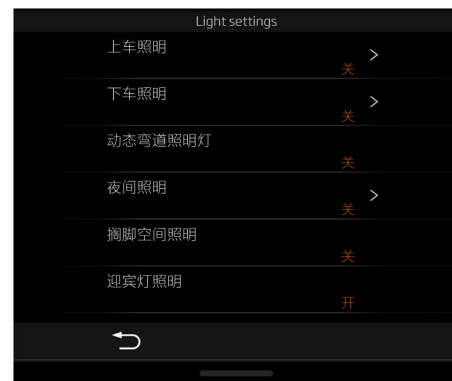 Light settings
上车照明
关
下车照明
关
动态弯道照明灯
关
夜间照明
关
搁脚空间照明
关
迎宾灯照明
开